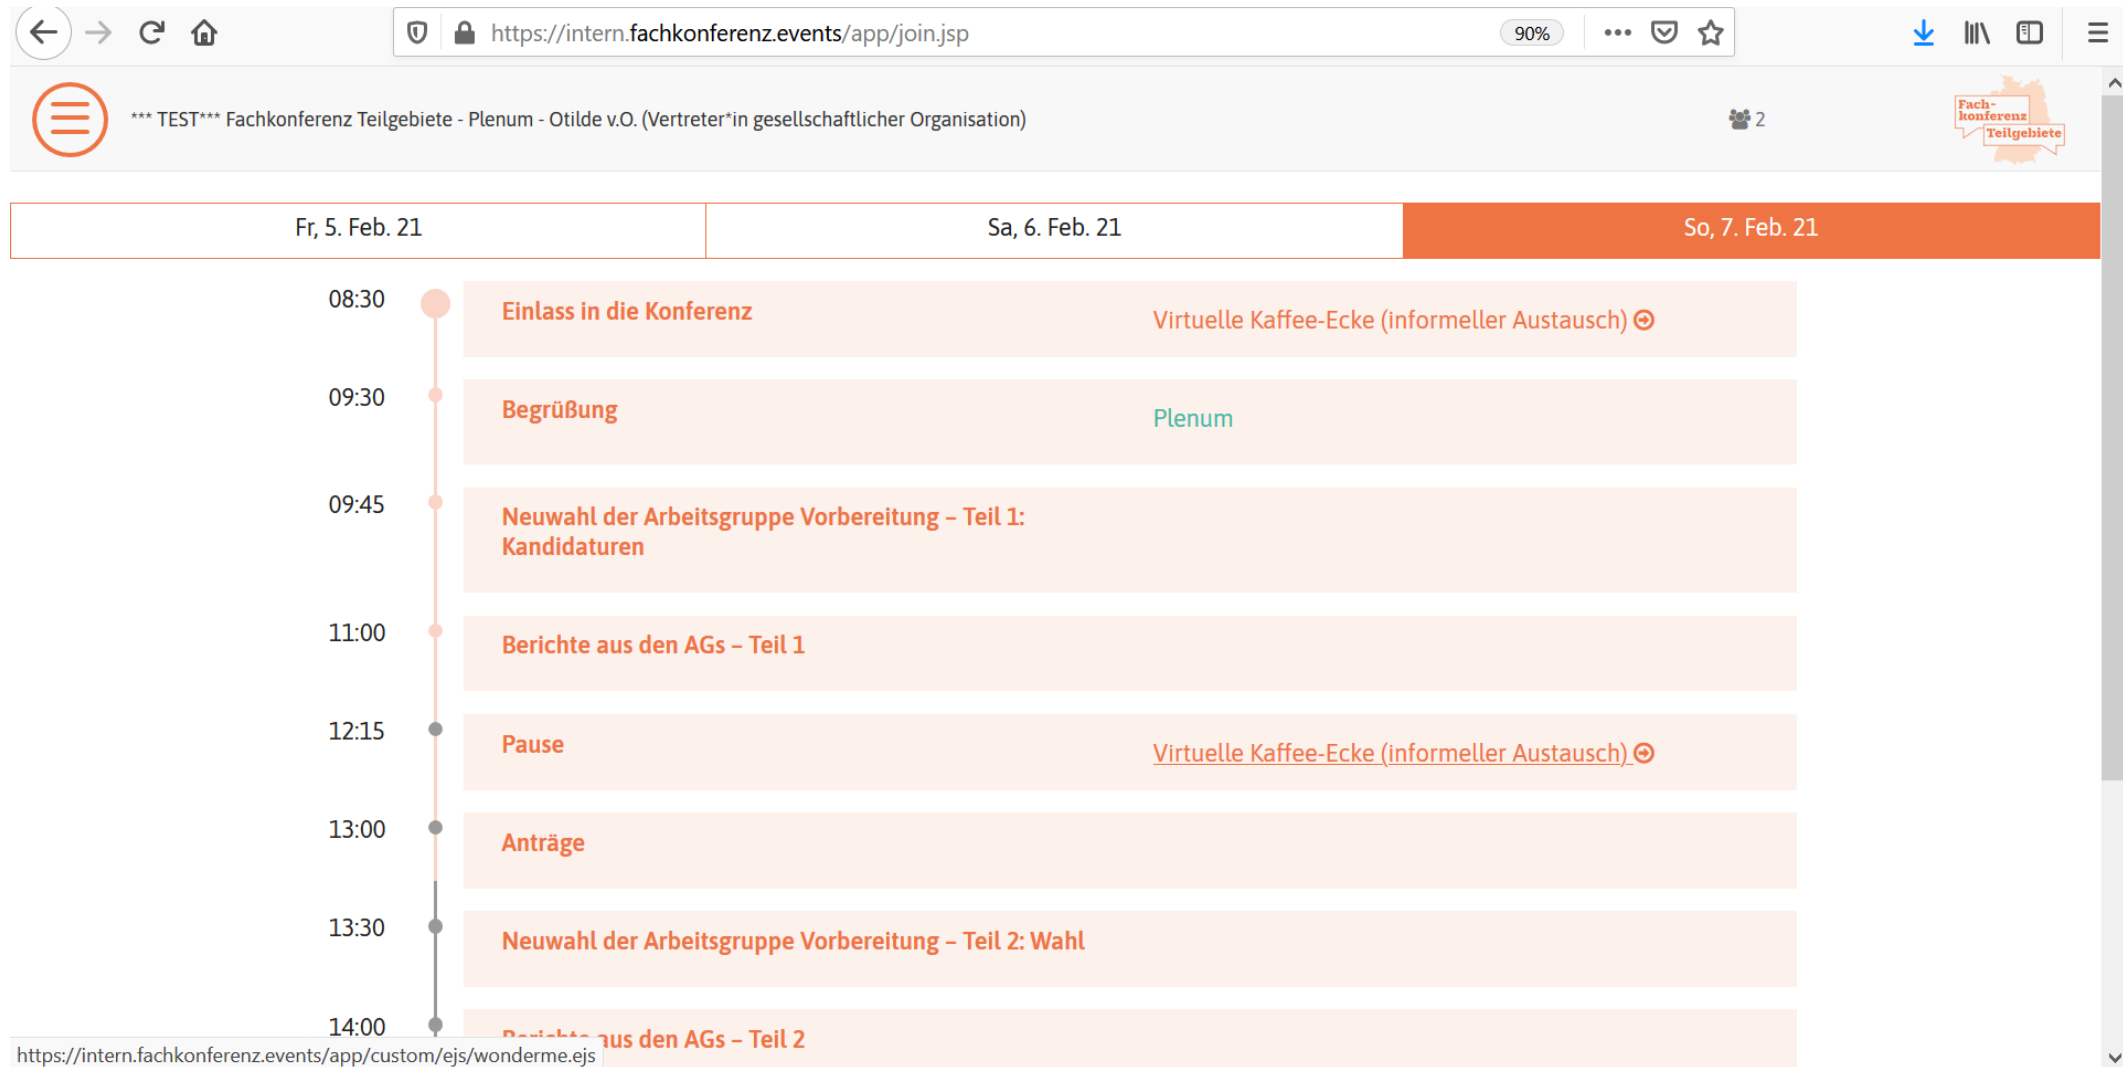 https://intern.fachkonferenz.events/app/join.jsp
90%
*** TEST*** Fachkonferenz Teilgebiete - Plenum - Otilde v.O. (Vertreter*in gesellschaftlicher Organisation)
2
Fach-
konferenz
Teilgebiete
Fr, 5. Feb. 21
Sa, 6. Feb. 21
So, 7. Feb. 21
08:30
Einlass in die Konferenz
Virtuelle Kaffee-Ecke (informeller Austausch)
09:30
Begrüßung
Plenum
09:45
Neuwahl der Arbeitsgruppe Vorbereitung – Teil 1:
Kandidaturen
11:00
Berichte aus den AGs – Teil 1
12:15
Pause
Virtuelle Kaffee-Ecke (informeller Austausch)
13:00
Anträge
13:30
Neuwahl der Arbeitsgruppe Vorbereitung – Teil 2: Wahl
14:00
Berichte aus den AGs – Teil 2
https://intern.fachkonferenz.events/app/custom/ejs/wonderme.ejs